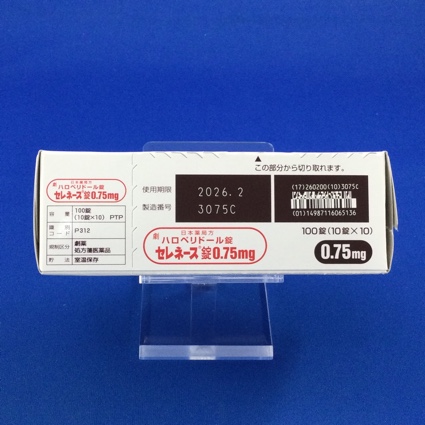 日本薬局方
劇 ハロペリドール錠
セレネース®錠0.75mg
容量 100錠
(10錠×10) PTP
識別コード P312
規制区分 劇薬
処方箋医薬品
貯法 室温保存
使用期限 2026.2
製造番号 3075C
日本薬局方
劇 ハロペリドール錠
セレネース®錠0.75mg
▲
この部分から切り取れます。
(17)260200(10)3075C
(01)14987116065136
100錠(10錠×10)
0.75mg